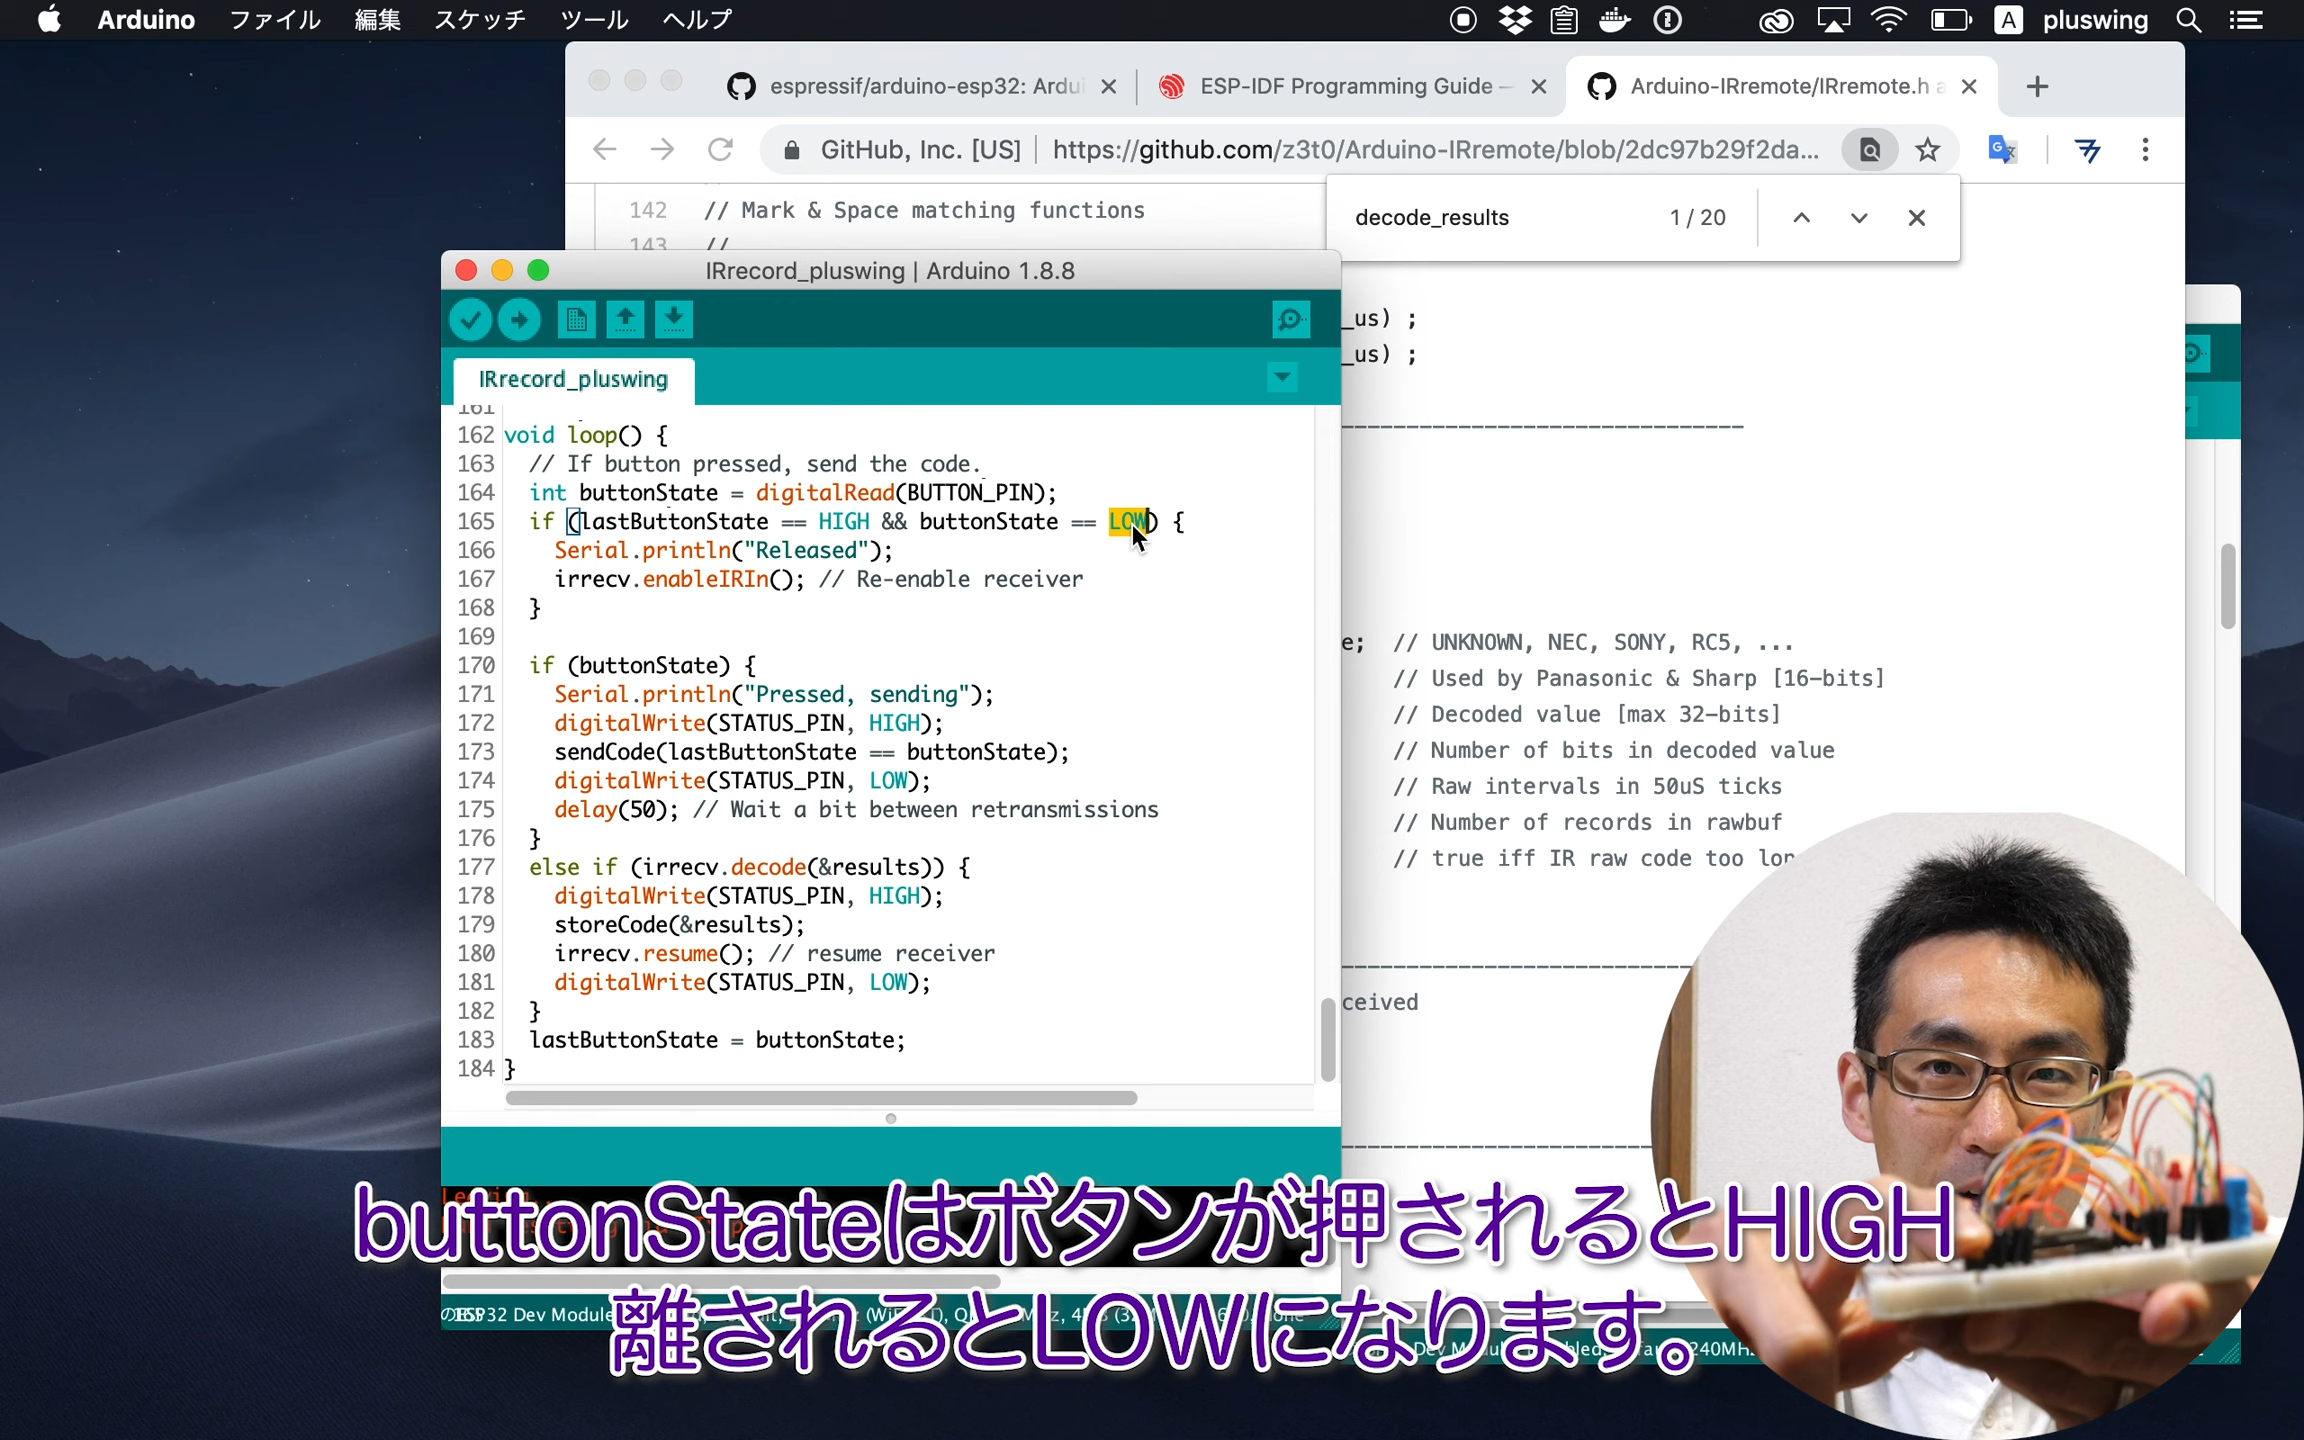 Arduino ファイル 編集 スケッチ ツール ヘルプ
A pluswing
espressif/arduino-esp32: Ardui
ESP-IDF Programming Guide —
Arduino-IRremote/IRremote.h a
GitHub, Inc. [US]
https://github.com/z3t0/Arduino-IRremote/blob/2dc97b29f2da...
decode_results 1 / 20
142 // Mark & Space matching functions
143 //
_us) ;
_us) ;
e; // UNKNOWN, NEC, SONY, RC5, ...
// Used by Panasonic & Sharp [16-bits]
// Decoded value [max 32-bits]
// Number of bits in decoded value
// Raw intervals in 50uS ticks
// Number of records in rawbuf
// true iff IR raw code too lon
ceived
IRrecord_pluswing | Arduino 1.8.8
IRrecord_pluswing
161
162 void loop() {
163 // If button pressed, send the code.
164 int buttonState = digitalRead(BUTTON_PIN);
165 if (lastButtonState == HIGH && buttonState == LOW) {
166 Serial.println("Released");
167 irrecv.enableIRIn(); // Re-enable receiver
168 }
169
170 if (buttonState) {
171 Serial.println("Pressed, sending");
172 digitalWrite(STATUS_PIN, HIGH);
173 sendCode(lastButtonState == buttonState);
174 digitalWrite(STATUS_PIN, LOW);
175 delay(50); // Wait a bit between retransmissions
176 }
177 else if (irrecv.decode(&results)) {
178 digitalWrite(STATUS_PIN, HIGH);
179 storeCode(&results);
180 irrecv.resume(); // resume receiver
181 digitalWrite(STATUS_PIN, LOW);
182 }
183 lastButtonState = buttonState;
184 }
buttonStateはボタンが押されるとHIGH
離されるとLOWになります。
ESP32 Dev Module